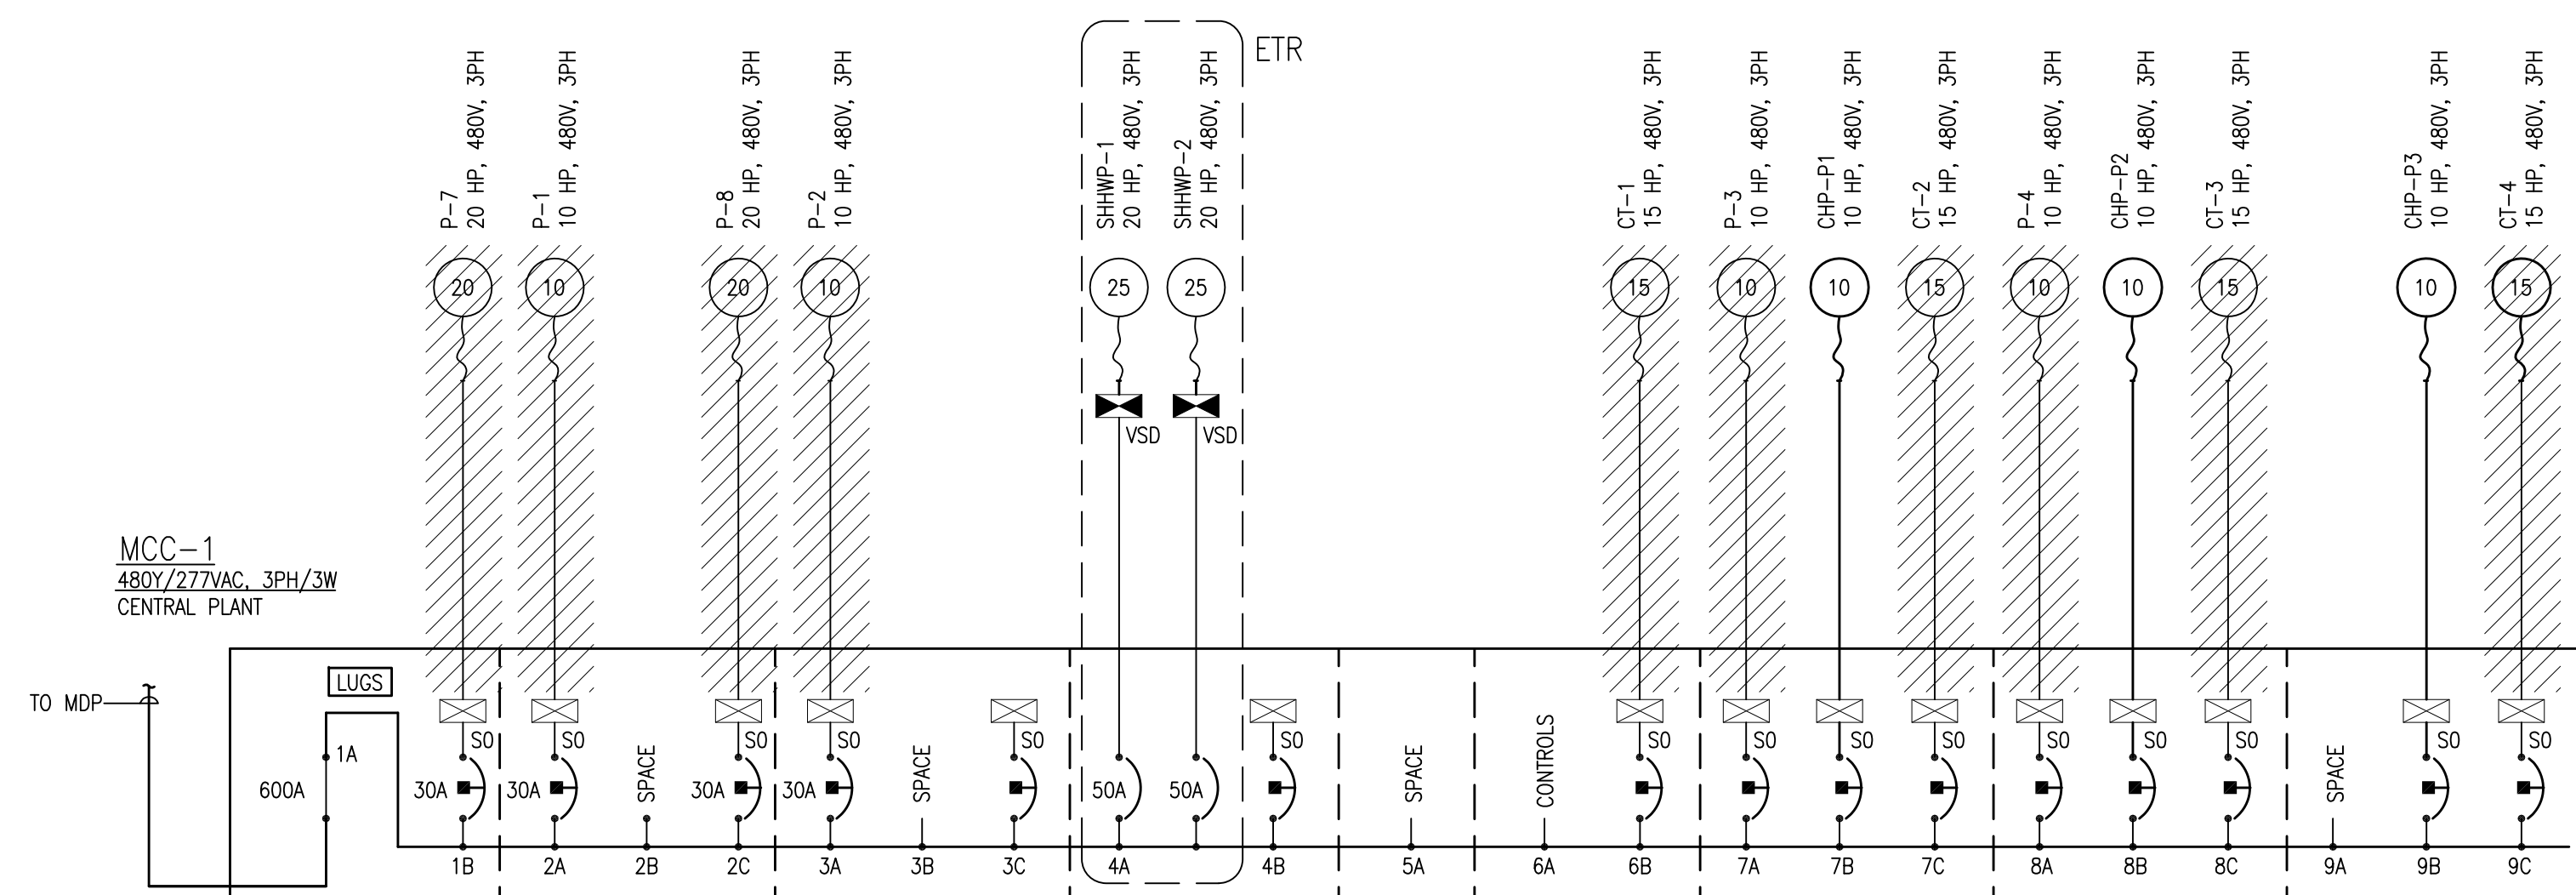 ETR
P-7
20 HP, 480V, 3PH
P-1
10 HP, 480V, 3PH
P-8
20 HP, 480V, 3PH
P-2
10 HP, 480V, 3PH
SHHWP-1
20 HP, 480V, 3PH
SHHWP-2
20 HP, 480V, 3PH
CT-1
15 HP, 480V, 3PH
P-3
10 HP, 480V, 3PH
CHP-P1
10 HP, 480V, 3PH
CT-2
15 HP, 480V, 3PH
P-4
10 HP, 480V, 3PH
CHP-P2
10 HP, 480V, 3PH
CT-3
15 HP, 480V, 3PH
CHP-P3
10 HP, 480V, 3PH
CT-4
15 HP, 480V, 3PH
20 10 20 10 25 25 15 10 10 15 10 10 15 10 15
VSD VSD
MCC-1
480Y/277VAC, 3PH/3W
CENTRAL PLANT
LUGS
TO MDP
SO SO SO SO SO SO SO SO SO SO SO SO SO SO SO SO
1A
600A 30A 30A SPACE 30A 30A SPACE 50A 50A SPACE CONTROLS SPACE
1B 2A 2B 2C 3A 3B 3C 4A 4B 5A 6A 6B 7A 7B 7C 8A 8B 8C 9A 9B 9C